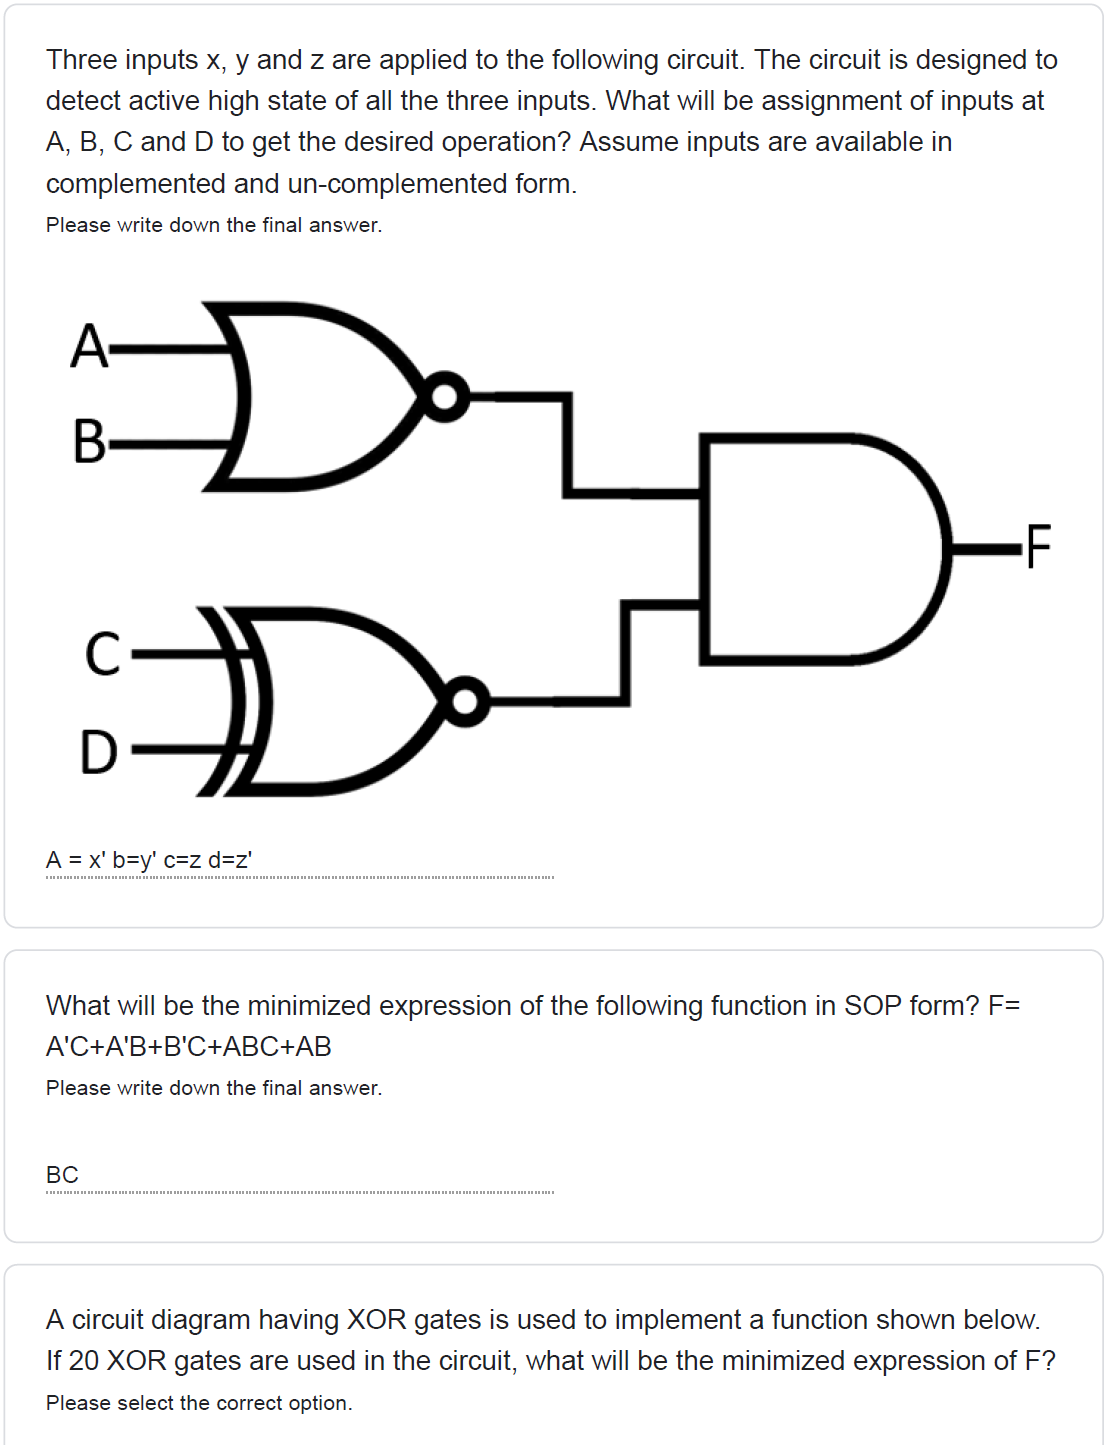 Three inputs x, y and z are applied to the following circuit. The circuit is designed to
detect active high state of all the three inputs. What will be assignment of inputs at
A, B, C and D to get the desired operation? Assume inputs are available in
complemented and un-complemented form.
Please write down the final answer.
A
B
F
C
D
A = x' b=y' c=z d=z'
What will be the minimized expression of the following function in SOP form? F=
A'C+A'B+B'C+ABC+AB
Please write down the final answer.
BC
A circuit diagram having XOR gates is used to implement a function shown below.
If 20 XOR gates are used in the circuit, what will be the minimized expression of F?
Please select the correct option.